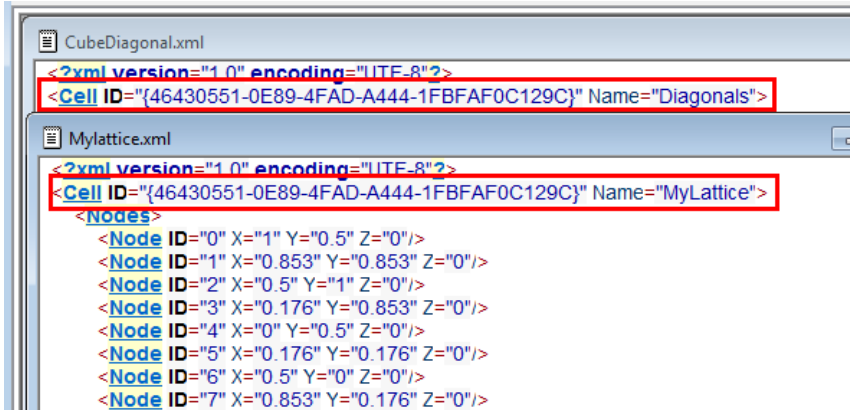 CubeDiagonal.xml
<?xml version="1.0" encoding="UTF-8"?>
<Cell ID="{46430551-0E89-4FAD-A444-1FBFAF0C129C}" Name="Diagonals">
Mylattice.xml
<?xml version="1.0" encoding="UTF-8"?>
<Cell ID="{46430551-0E89-4FAD-A444-1FBFAF0C129C}" Name="MyLattice">
<Nodes>
<Node ID="0" X="1" Y="0.5" Z="0"/>
<Node ID="1" X="0.853" Y="0.853" Z="0"/>
<Node ID="2" X="0.5" Y="1" Z="0"/>
<Node ID="3" X="0.176" Y="0.853" Z="0"/>
<Node ID="4" X="0" Y="0.5" Z="0"/>
<Node ID="5" X="0.176" Y="0.176" Z="0"/>
<Node ID="6" X="0.5" Y="0" Z="0"/>
<Node ID="7" X="0.853" Y="0.176" Z="0"/>